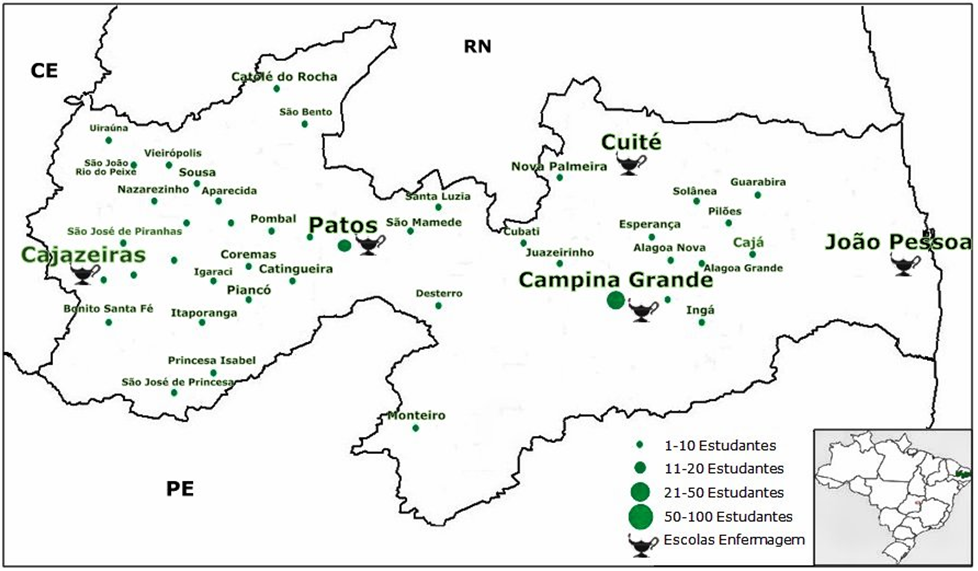 RN
CE
Catolé do Rocha
São Bento
Uiraúna
Cuité
Vieirópolis
São João
Rio do Peixe
Nova Palmeira
Sousa
Nazarezinho
Aparecida
Guarabira
Solânea
Santa Luzia
Pilões
São José de Piranhas
Pombal
Patos
São Mamede
Cubati
Esperança
Cajá
João Pessoa
Alagoa Nova
Cajazeiras
Coremas
Juazeirinho
Igaraci
Catingueira
Alagoa Grande
Campina Grande
Piancó
Desterro
Bonito Santa Fé
Itaporanga
Ingá
Princesa Isabel
São José de Princesa
Monteiro
PE
1-10 Estudantes
11-20 Estudantes
21-50 Estudantes
50-100 Estudantes
Escolas Enfermagem